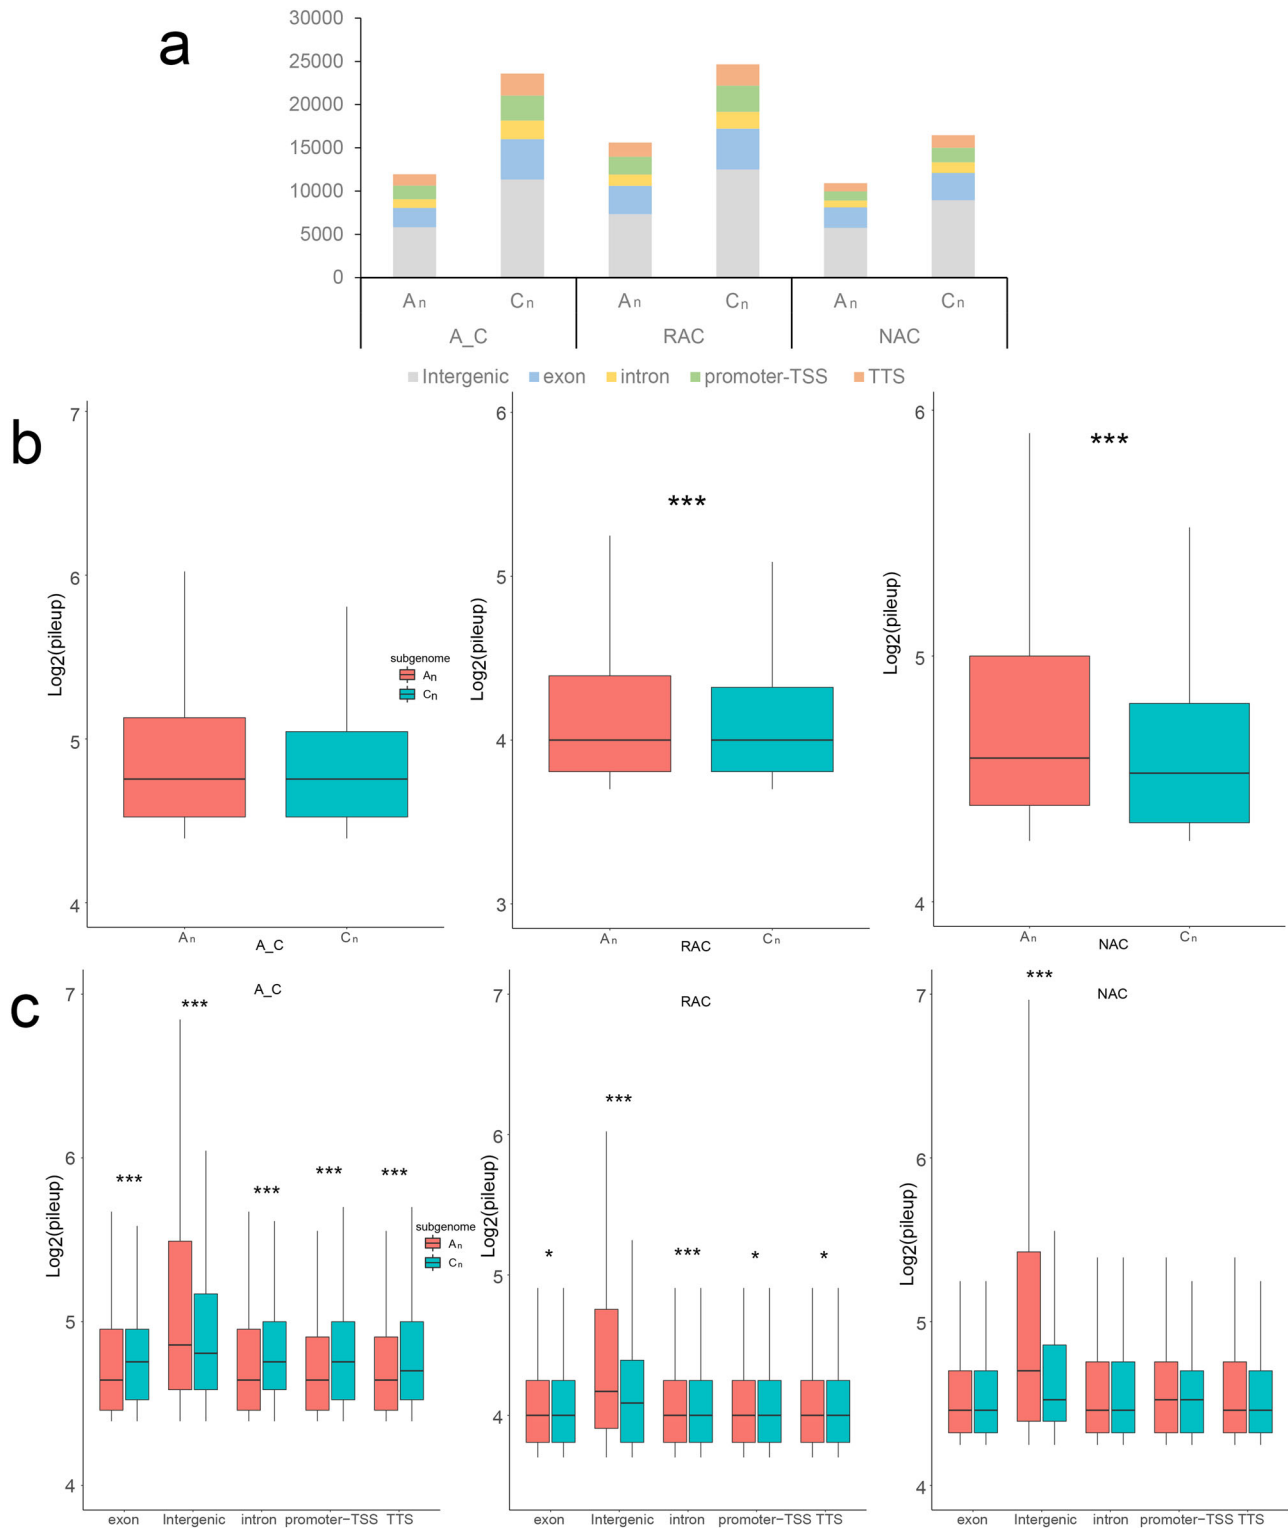 a
30000
25000
20000
15000
10000
5000
0
An Cn An Cn An Cn
A_C RAC NAC
Intergenic exon intron promoter-TSS TTS
b
7
6
5
4
Log2(pileup)
An Cn
A_C
subgenome
An
Cn
6
5
4
3
Log2(pileup)
***
An Cn
RAC
6
5
4
Log2(pileup)
***
An Cn
NAC
c
A_C
7
6
5
4
Log2(pileup)
*** *** *** *** ***
exon Intergenic intron promoter-TSS TTS
subgenome
An
Cn
RAC
7
6
5
4
Log2(pileup)
* *** *** * *
exon Intergenic intron promoter-TSS TTS
NAC
7
6
5
4
Log2(pileup)
***
exon Intergenic intron promoter-TSS TTS